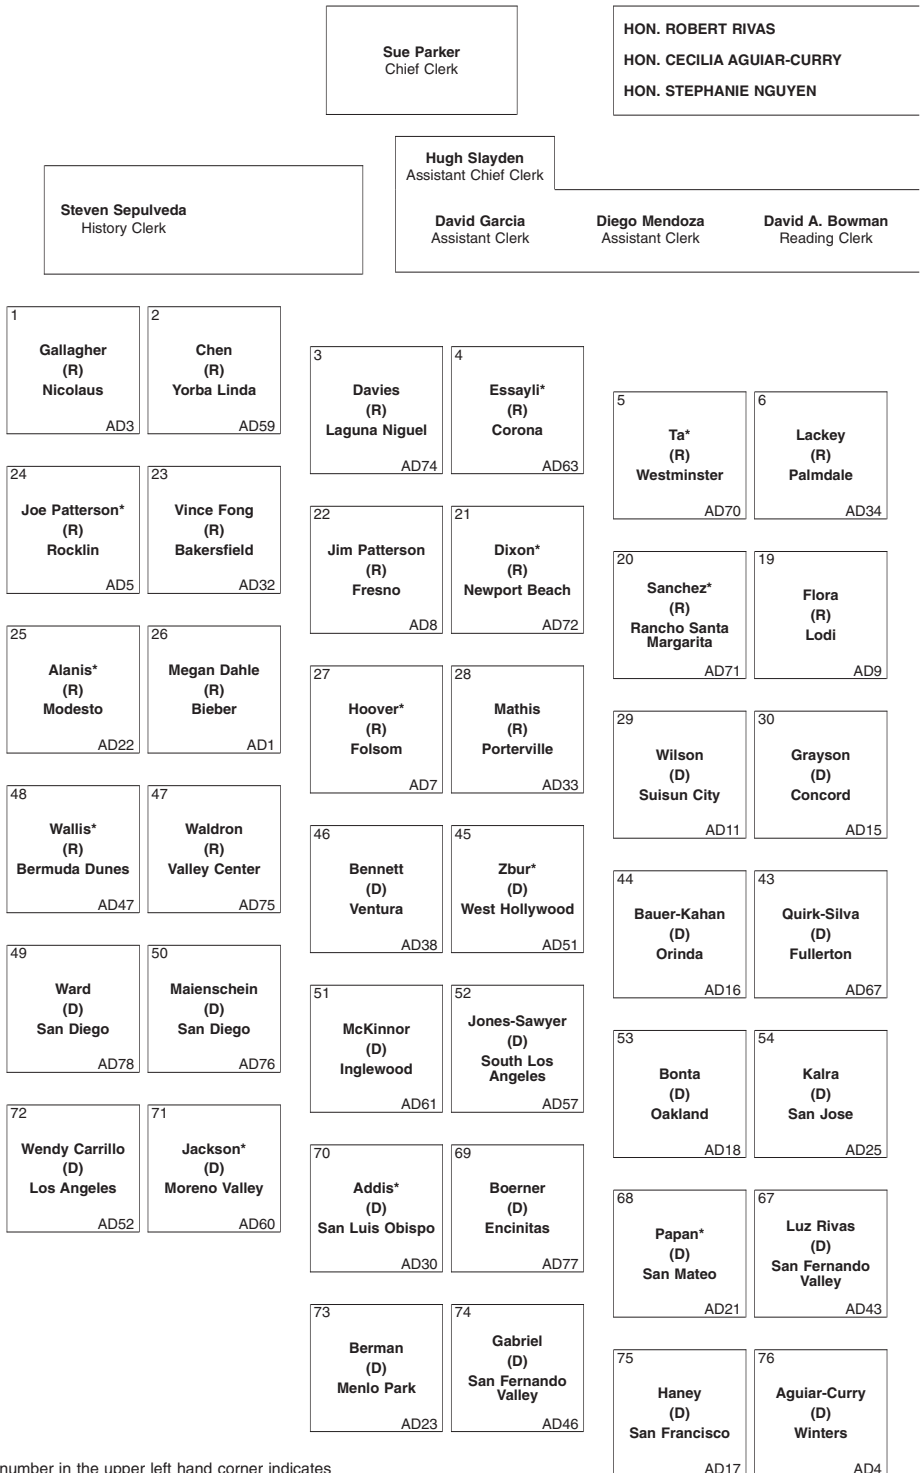 Sue Parker
Chief Clerk
HON. ROBERT RIVAS
HON. CECILIA AGUIAR-CURRY
HON. STEPHANIE NGUYEN
Hugh Slayden
Assistant Chief Clerk
Steven Sepulveda
History Clerk
David Garcia
Assistant Clerk
Diego Mendoza
Assistant Clerk
David A. Bowman
Reading Clerk
1
Gallagher
(R)
Nicolaus
AD3
2
Chen
(R)
Yorba Linda
AD59
3
Davies
(R)
Laguna Niguel
AD74
4
Essayli*
(R)
Corona
AD63
5
Ta*
(R)
Westminster
AD70
6
Lackey
(R)
Palmdale
AD34
24
Joe Patterson*
(R)
Rocklin
AD5
23
Vince Fong
(R)
Bakersfield
AD32
22
Jim Patterson
(R)
Fresno
AD8
21
Dixon*
(R)
Newport Beach
AD72
20
Sanchez*
(R)
Rancho Santa
Margarita
AD71
19
Flora
(R)
Lodi
AD9
25
Alanis*
(R)
Modesto
AD22
26
Megan Dahle
(R)
Bieber
AD1
27
Hoover*
(R)
Folsom
AD7
28
Mathis
(R)
Porterville
AD33
29
Wilson
(D)
Suisun City
AD11
30
Grayson
(D)
Concord
AD15
48
Wallis*
(R)
Bermuda Dunes
AD47
47
Waldron
(R)
Valley Center
AD75
46
Bennett
(D)
Ventura
AD38
45
Zbur*
(D)
West Hollywood
AD51
44
Bauer-Kahan
(D)
Orinda
AD16
43
Quirk-Silva
(D)
Fullerton
AD67
49
Ward
(D)
San Diego
AD78
50
Maienschein
(D)
San Diego
AD76
51
McKinnor
(D)
Inglewood
AD61
52
Jones-Sawyer
(D)
South Los
Angeles
AD57
53
Bonta
(D)
Oakland
AD18
54
Kalra
(D)
San Jose
AD25
72
Wendy Carrillo
(D)
Los Angeles
AD52
71
Jackson*
(D)
Moreno Valley
AD60
70
Addis*
(D)
San Luis Obispo
AD30
69
Boerner
(D)
Encinitas
AD77
68
Papan*
(D)
San Mateo
AD21
67
Luz Rivas
(D)
San Fernando
Valley
AD43
73
Berman
(D)
Menlo Park
AD23
74
Gabriel
(D)
San Fernando
Valley
AD46
75
Haney
(D)
San Francisco
AD17
76
Aguiar-Curry
(D)
Winters
AD4
number in the upper left hand corner indicates